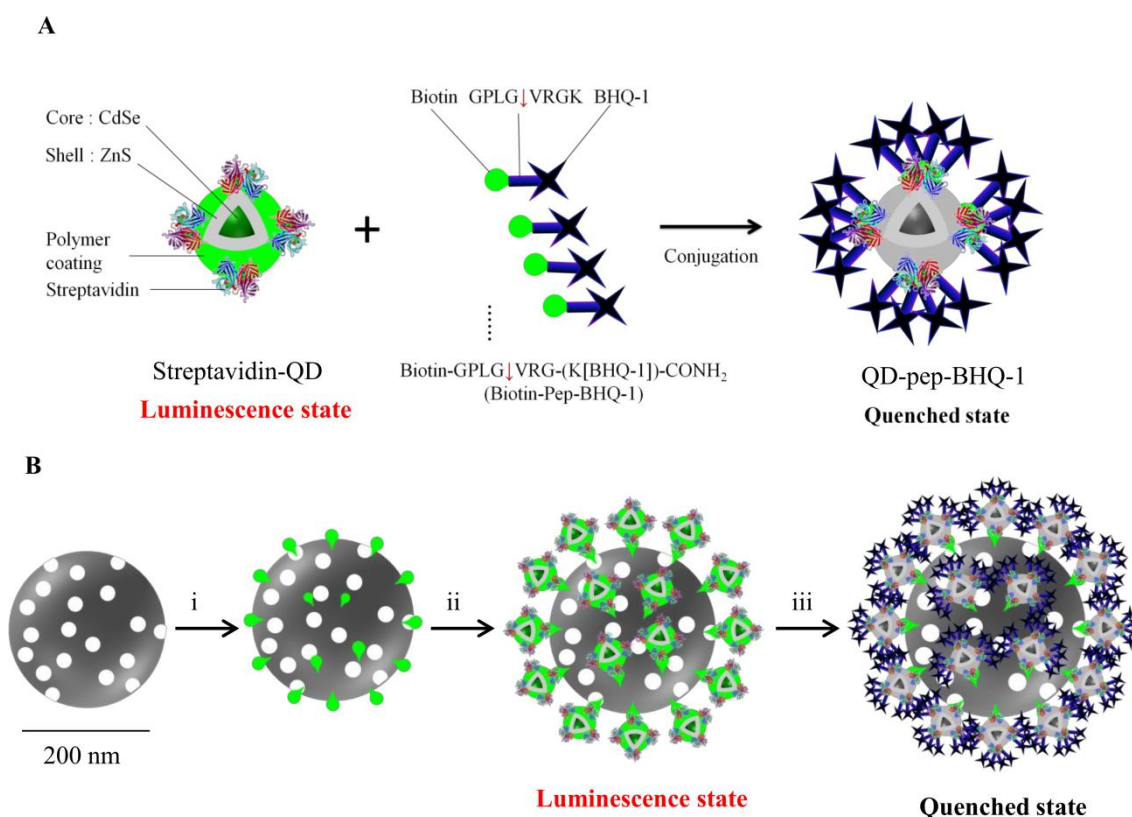 A
Biotin GPLG↓VRGK BHQ-1
Core : CdSe
Shell : ZnS
Polymer
coating
Streptavidin
+
Conjugation
Streptavidin-QD
Luminescence state
Biotin-GPLG↓VRG-(K[BHQ-1])-CONH₂
(Biotin-Pep-BHQ-1)
QD-pep-BHQ-1
Quenched state
B
i
ii
iii
200 nm
Luminescence state
Quenched state